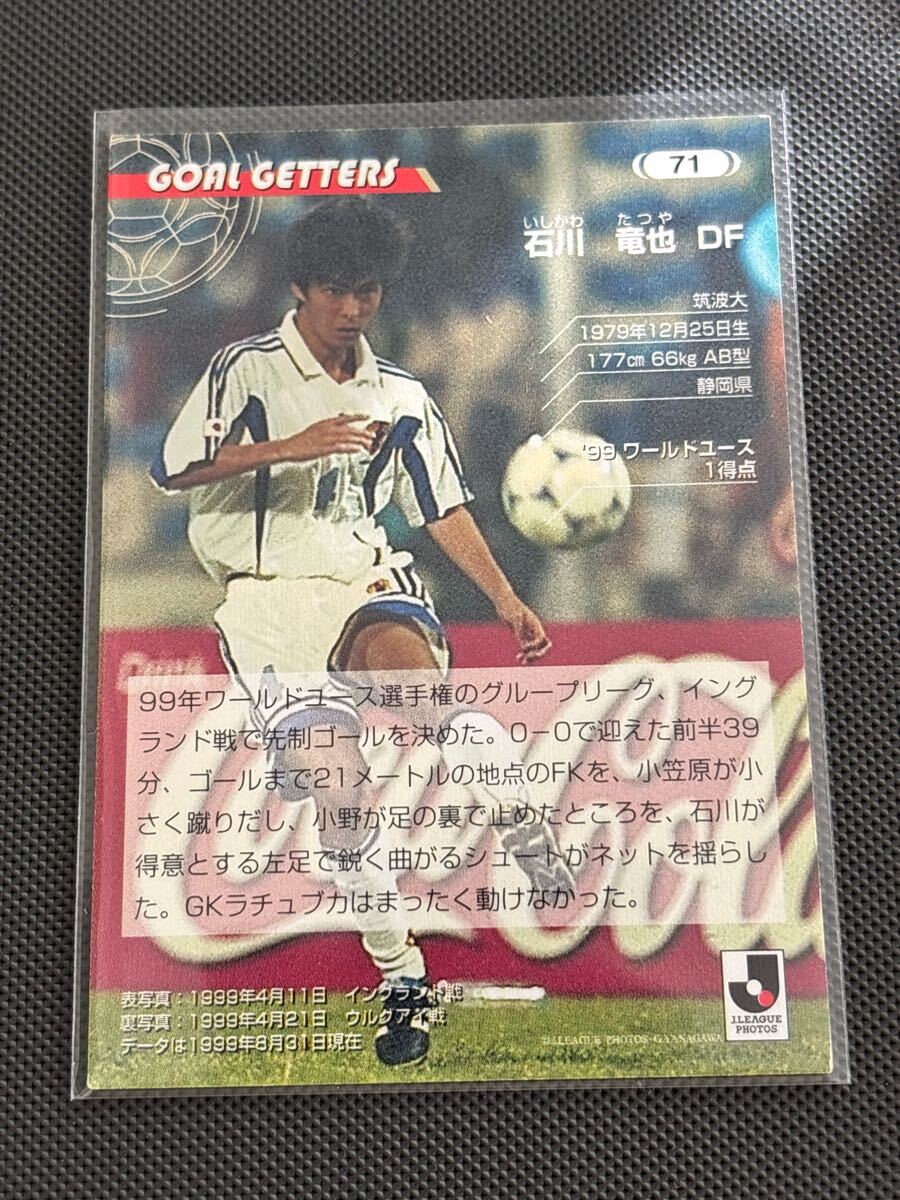 GOAL GETTERS
71
いしかわ たつや
石川 竜也 DF
筑波大
1979年12月25日生
177cm 66kg AB型
静岡県
'99 ワールドユース
1得点
99年ワールドユース選手権のグループリーグ、イング
ランド戦で先制ゴールを決めた。0－0で迎えた前半39
分、ゴールまで21メートルの地点のFKを、小笠原が小
さく蹴りだし、小野が足の裏で止めたところを、石川が
得意とする左足で鋭く曲がるシュートがネットを揺らし
た。GKラチュブカはまったく動けなかった。
表写真：1999年4月11日 イングランド戦
裏写真：1999年4月21日 ウルグアイ戦
データは1999年8月31日現在
J.LEAGUE
PHOTOS
©J.LEAGUE PHOTOS-G.YANAGAWA